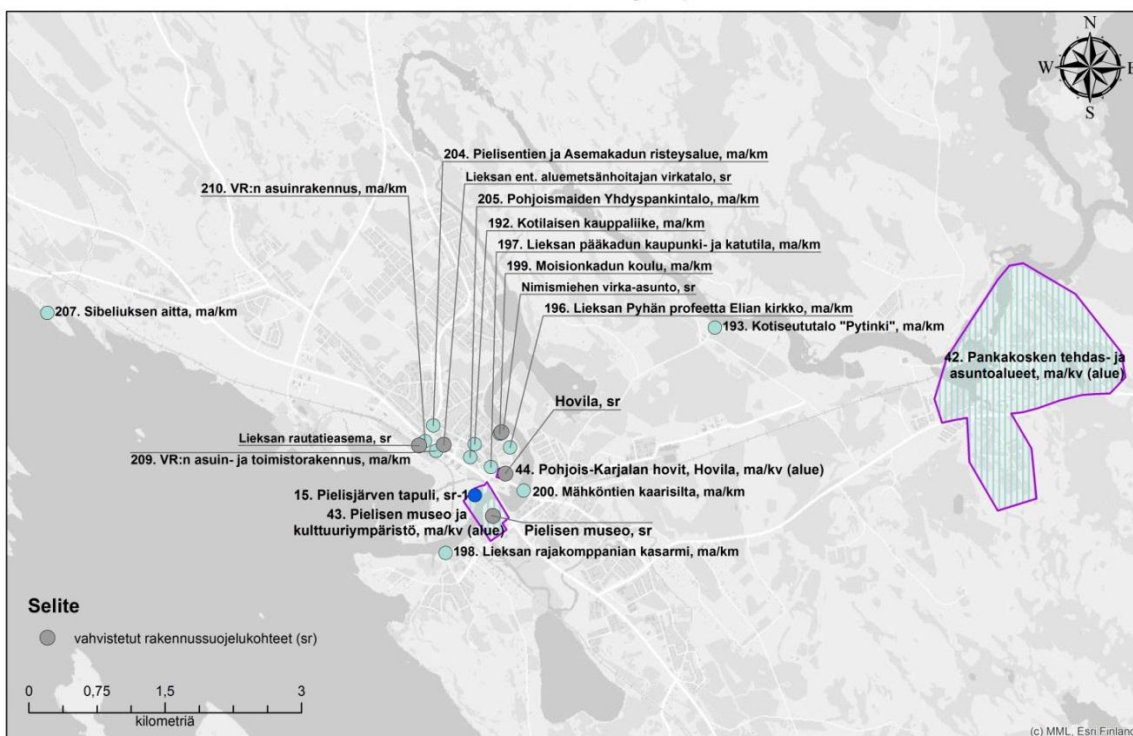 N
W
E
S
204. Pielisentien ja Asemakadun risteysalue, ma/km
210. VR:n asuinrakennus, ma/km
Lieksan ent. aluemetsänhoitajan virkatalo, sr
205. Pohjoismaiden Yhdyspankintalo, ma/km
192. Kotilaisen kauppaliike, ma/km
197. Lieksan pääkadun kaupunki- ja katutila, ma/km
199. Moisionkadun koulu, ma/km
Nimismiehen virka-asunto, sr
196. Lieksan Pyhän profeetta Elian kirkko, ma/km
207. Sibeliuksen aitta, ma/km
193. Kotiseututalo "Pytinki", ma/km
42. Pankakosken tehdas- ja
asuntoalueet, ma/kv (alue)
Hovila, sr
Lieksan rautatieasema, sr
209. VR:n asuin- ja toimistorakennus, ma/km
44. Pohjois-Karjalan hovit, Hovila, ma/kv (alue)
15. Pielisjärven tapuli, sr-1
200. Mähköntien kaarisilta, ma/km
43. Pielisen museo ja
kulttuuriympäristö, ma/kv (alue)
Pielisen museo, sr
198. Lieksan rajakomppanian kasarmi, ma/km
Selite
vahvistetut rakennussuojelukohteet (sr)
0 0,75 1,5 3
kilometriä
(c) MML, Esri Finland